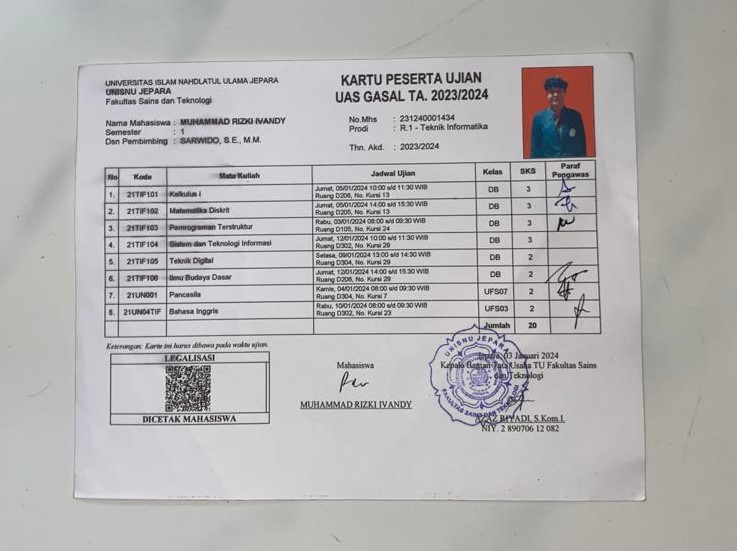 UNIVERSITAS ISLAM NAHDLATUL ULAMA JEPARA
UNISNU JEPARA
Fakultas Sains dan Teknologi
KARTU PESERTA UJIAN
UAS GASAL TA. 2023/2024
Nama Mahasiswa : MUHAMMAD RIZKI IVANDY
Semester : 1
Dsn Pembimbing : SARWIDO, S.E., M.M.
No.Mhs : 231240001434
Prodi : R.1 - Teknik Informatika
Thn. Akd. : 2023/2024
No Kode Mata Kuliah Jadwal Ujian Kelas SKS Paraf Pengawas
1. 21TIF101 Kalkulus I Jumat, 05/01/2024 10:00 s/d 11:30 WIB DB 3
Ruang D206, No. Kursi 13
2. 21TIF102 Matematika Diskrit Jumat, 05/01/2024 14:00 s/d 15:30 WIB DB 3
Ruang D205, No. Kursi 13
3. 21TIF103 Pemrograman Terstruktur Rabu, 03/01/2024 08:00 s/d 09:30 WIB DB 3
Ruang D105, No. Kursi 24
4. 21TIF104 Sistem dan Teknologi Informasi Jumat, 12/01/2024 10:00 s/d 11:30 WIB DB 3
Ruang D302, No. Kursi 29
5. 21TIF105 Teknik Digital Selasa, 09/01/2024 13:00 s/d 14:30 WIB DB 2
Ruang D304, No. Kursi 29
6. 21TIF106 Ilmu Budaya Dasar Jumat, 12/01/2024 14:00 s/d 15:30 WIB DB 2
Ruang D208, No. Kursi 29
7. 21UN001 Pancasila Kamis, 04/01/2024 08:00 s/d 09:30 WIB UFS07 2
Ruang D304, No. Kursi 7
8. 21UN04TIF Bahasa Inggris Rabu, 10/01/2024 08:00 s/d 09:30 WIB UFS03 2
Ruang D302, No. Kursi 23
Jumlah 20
Keterangan: Kartu ini harus dibawa pada waktu ujian.
LEGALISASI
DICETAK MAHASISWA
Mahasiswa
MUHAMMAD RIZKI IVANDY
Jepara, 03 Januari 2024
Kepala Bagian Tata Usaha TU Fakultas Sains
dan Teknologi
UNISNU JEPARA
FAKULTAS SAINS DAN TEKNOLOGI
RIYADI, S.Kom.I.
NIY. 2 890706 12 082